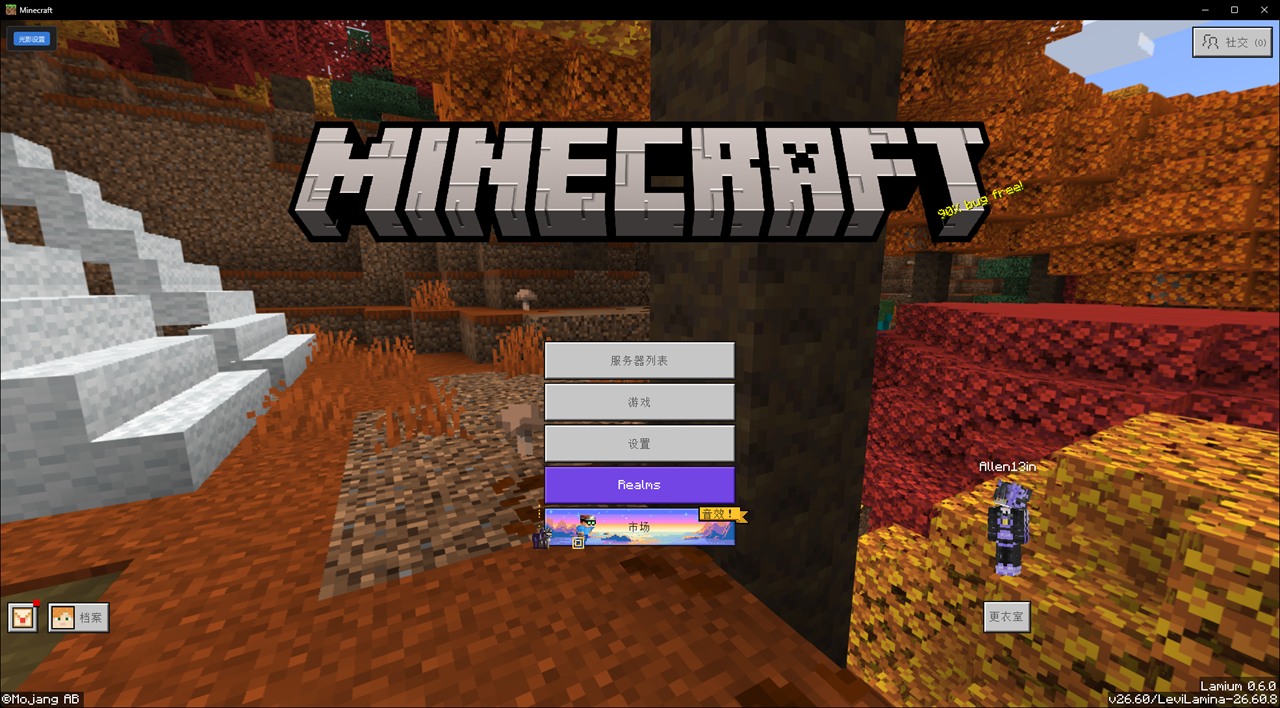 Minecraft
光影设置
社交 (0)
MINECRAFT
90% bug free!
服务器列表
游戏
设置
Realms
音效！
市场
Allen13in
档案
更衣室
©Mojang AB
Lamium 0.6.0
v26.60/LeviLamina-26.60.8